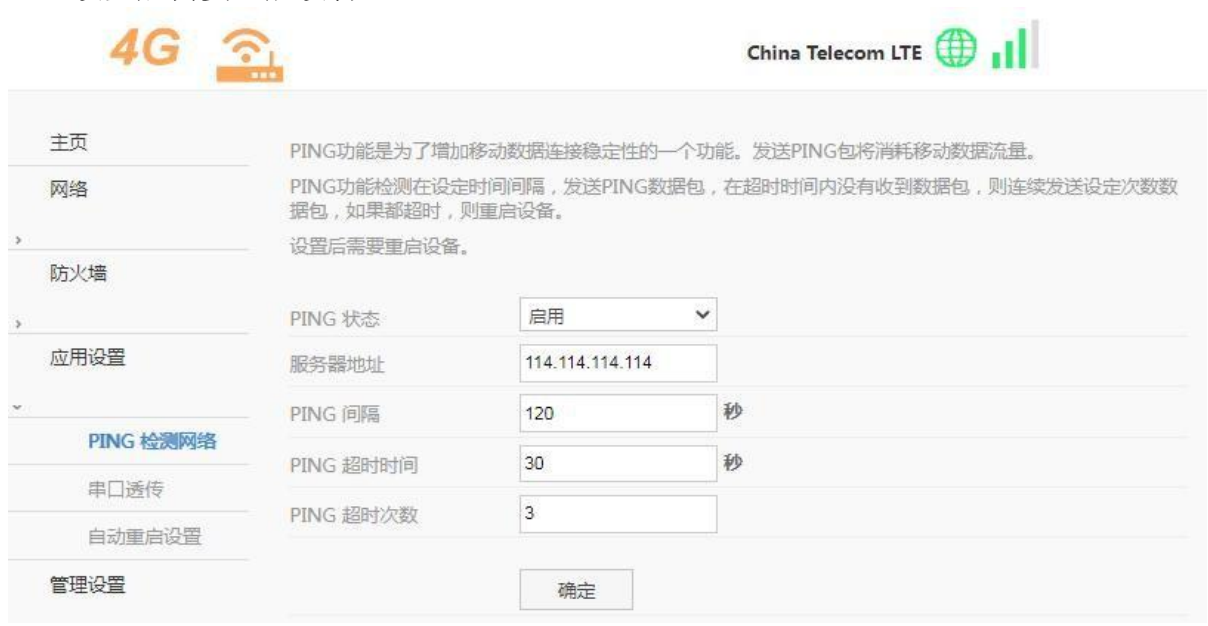 4G
China Telecom LTE
主页
网络
防火墙
应用设置
PING 检测网络
串口透传
自动重启设置
管理设置
PING功能是为了增加移动数据连接稳定性的一个功能。发送PING包将消耗移动数据流量。
PING功能检测在设定时间间隔，发送PING数据包，在超时时间内没有收到数据包，则连续发送设定次数数
据包，如果都超时，则重启设备。
设置后需要重启设备。
PING 状态 启用
服务器地址 114.114.114.114
PING 间隔 120 秒
PING 超时时间 30 秒
PING 超时次数 3
确定